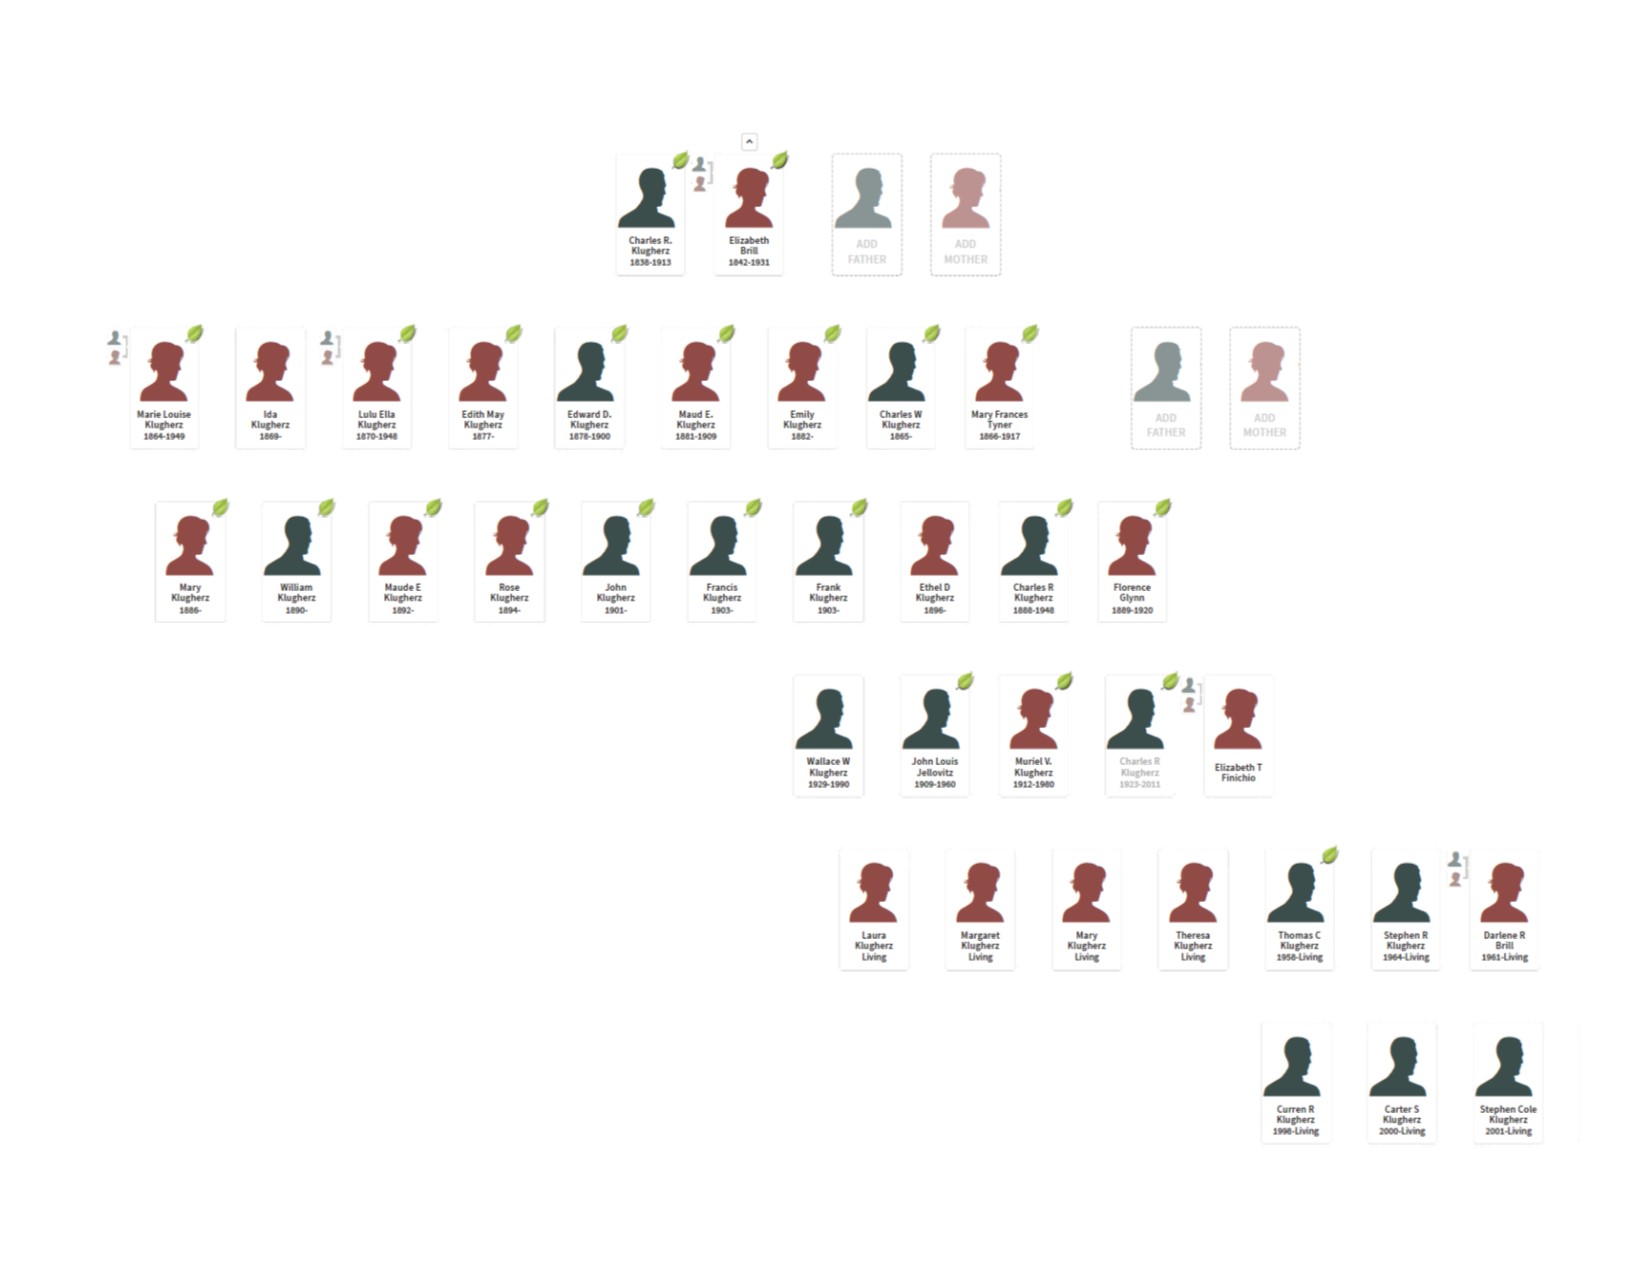 Charles R.
Klugherz
1838-1913
Elizabeth
Brill
1842-1931
ADD
FATHER
ADD
MOTHER
Marie Louise
Klugherz
1864-1949
Ida
Klugherz
1869-
Lulu Ella
Klugherz
1870-1948
Edith May
Klugherz
1877-
Edward D.
Klugherz
1878-1900
Maud E.
Klugherz
1881-1909
Emily
Klugherz
1882-
Charles W
Klugherz
1865-
Mary Frances
Tyner
1866-1917
ADD
FATHER
ADD
MOTHER
Mary
Klugherz
1886-
William
Klugherz
1890-
Maude E
Klugherz
1892-
Rose
Klugherz
1894-
John
Klugherz
1901-
Francis
Klugherz
1903-
Frank
Klugherz
1903-
Ethel D
Klugherz
1896-
Charles R
Klugherz
1888-1948
Florence
Glynn
1889-1920
Wallace W
Klugherz
1929-1990
John Louis
Jellovitz
1909-1960
Muriel V.
Klugherz
1912-1980
Charles R
Klugherz
1923-2011
Elizabeth T
Finichio
Laura
Klugherz
Living
Margaret
Klugherz
Living
Mary
Klugherz
Living
Theresa
Klugherz
Living
Thomas C
Klugherz
1958-Living
Stephen R
Klugherz
1964-Living
Darlene R
Brill
1961-Living
Curren R
Klugherz
1998-Living
Carter S
Klugherz
2000-Living
Stephen Cole
Klugherz
2001-Living